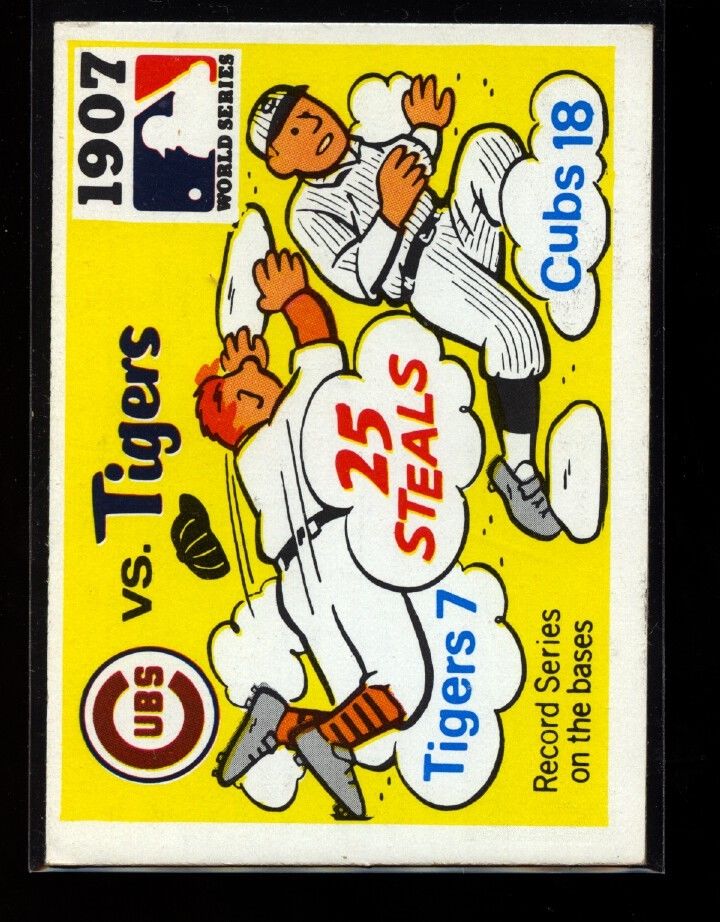 CUBS
vs. Tigers
1907
WORLD SERIES
25
STEALS
Tigers 7
Cubs 18
Record Series
on the bases